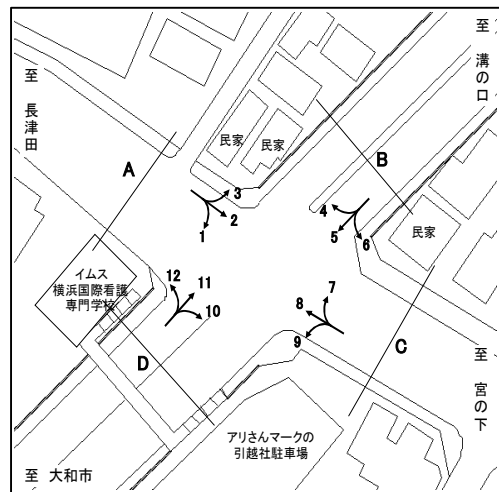 至 長津田
至 溝の口
民家
民家
A
B
3
2
1
4
5
6
民家
イムス
横浜国際看護
専門学校
12
11
10
7
8
9
D
C
至 宮の下
アリさんマークの
引越社駐車場
至 大和市